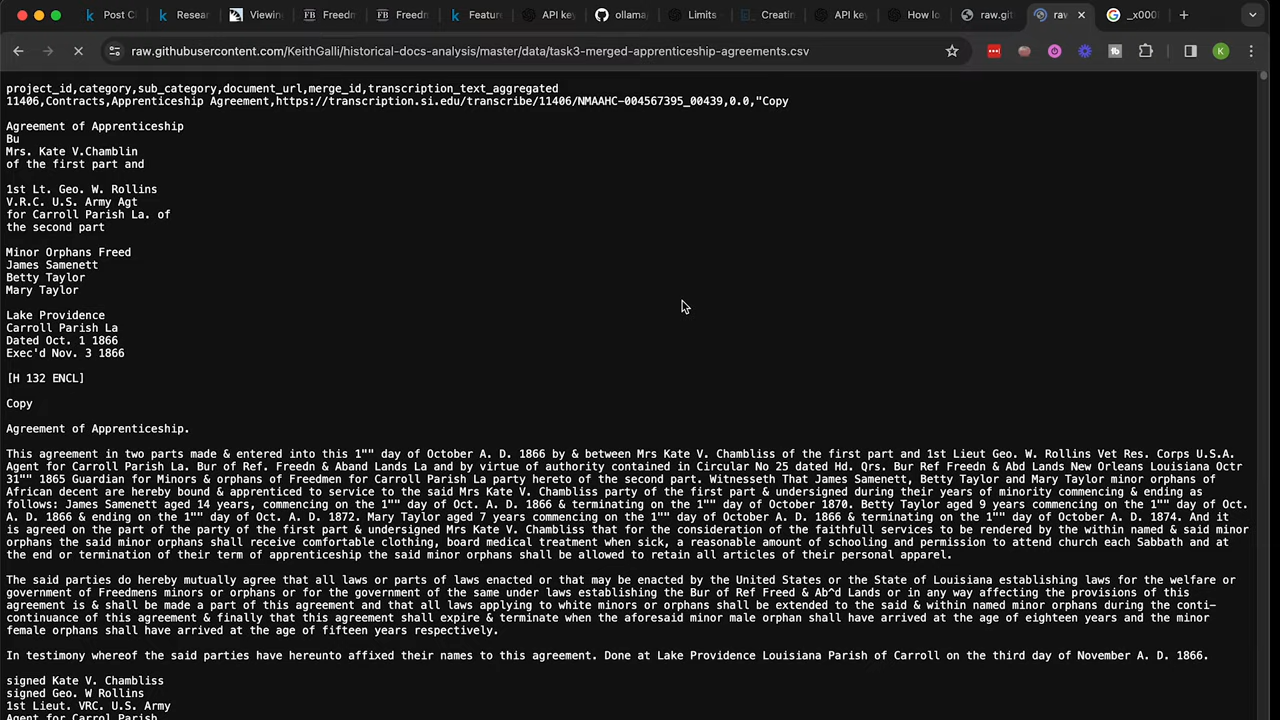 Post C
Resear
Viewin
Freedm
Freedm
Feature
API key
ollama
Limits
Creatin
API key
How lo
raw.git
raw
_x000
raw.githubusercontent.com/KeithGalli/historical-docs-analysis/master/data/task3-merged-apprenticeship-agreements.csv
K
project_id,category,sub_category,document_url,merge_id,transcription_text_aggregated
11406,Contracts,Apprenticeship Agreement,https://transcription.si.edu/transcribe/11406/NMAAHC-004567395_00439,0.0,"Copy
Agreement of Apprenticeship
Bu
Mrs. Kate V.Chamblin
of the first part and
1st Lt. Geo. W. Rollins
V.R.C. U.S. Army Agt
for Carroll Parish La. of
the second part
Minor Orphans Freed
James Samenett
Betty Taylor
Mary Taylor
Lake Providence
Carroll Parish La
Dated Oct. 1 1866
Exec'd Nov. 3 1866
[H 132 ENCL]
Copy
Agreement of Apprenticeship.
This agreement in two parts made & entered into this 1"" day of October A. D. 1866 by & between Mrs Kate V. Chambliss of the first part and 1st Lieut Geo. W. Rollins Vet Res. Corps U.S.A.
Agent for Carroll Parish La. Bur of Ref. Freedn & Aband Lands La and by virtue of authority contained in Circular No 25 dated Hd. Qrs. Bur Ref Freedn & Abd Lands New Orleans Louisiana Octr
31"" 1865 Guardian for Minors & orphans of Freedmen for Carroll Parish La party hereto of the second part. Witnesseth That James Samenett, Betty Taylor and Mary Taylor minor orphans of
African decent are hereby bound & apprenticed to service to the said Mrs Kate V. Chambliss party of the first part & undersigned during their years of minority commencing & ending as
follows: James Samenett aged 14 years, commencing on the 1"" day of Oct. A. D. 1866 & terminating on the 1"" day of October 1870. Betty Taylor aged 9 years commencing on the 1"" day of Oct.
A. D. 1866 & ending on the 1"" day of Oct. A. D. 1872. Mary Taylor aged 7 years commencing on the 1"" day of October A. D. 1866 & terminating on the 1"" day of October A. D. 1874. And it
is agreed on the part of the party of the first & undersigned Mrs Kate V. Chambliss that for the consideration of the faithfull services to be rendered by the within named & said minor
orphans the said minor orphans shall receive comfortable clothing, board medical treatment when sick, a reasonable amount of schooling and permission to attend church each Sabbath and at
the end or termination of their term of apprenticeship the said minor orphans shall be allowed to retain all articles of their personal apparel.
The said parties do hereby mutually agree that all laws or parts of laws enacted or that may be enacted by the United States or the State of Louisiana establishing laws for the welfare or
government of Freedmens minors or orphans or for the government of the same under laws establishing the Bur of Ref Freed & Ab^d Lands or in any way affecting the provisions of this
agreement is & shall be made a part of this agreement and that all laws applying to white minors or orphans shall be extended to the said & within named minor orphans during the conti-
continuance of this agreement & finally that this agreement shall expire & terminate when the aforesaid minor male orphan shall have arrived at the age of eighteen years and the minor
female orphans shall have arrived at the age of fifteen years respectively.
In testimony whereof the said parties have hereunto affixed their names to this agreement. Done at Lake Providence Louisiana Parish of Carroll on the third day of November A. D. 1866.
signed Kate V. Chambliss
signed Geo. W Rollins
1st Lieut. VRC. U.S. Army
Agent for Carrol Parish